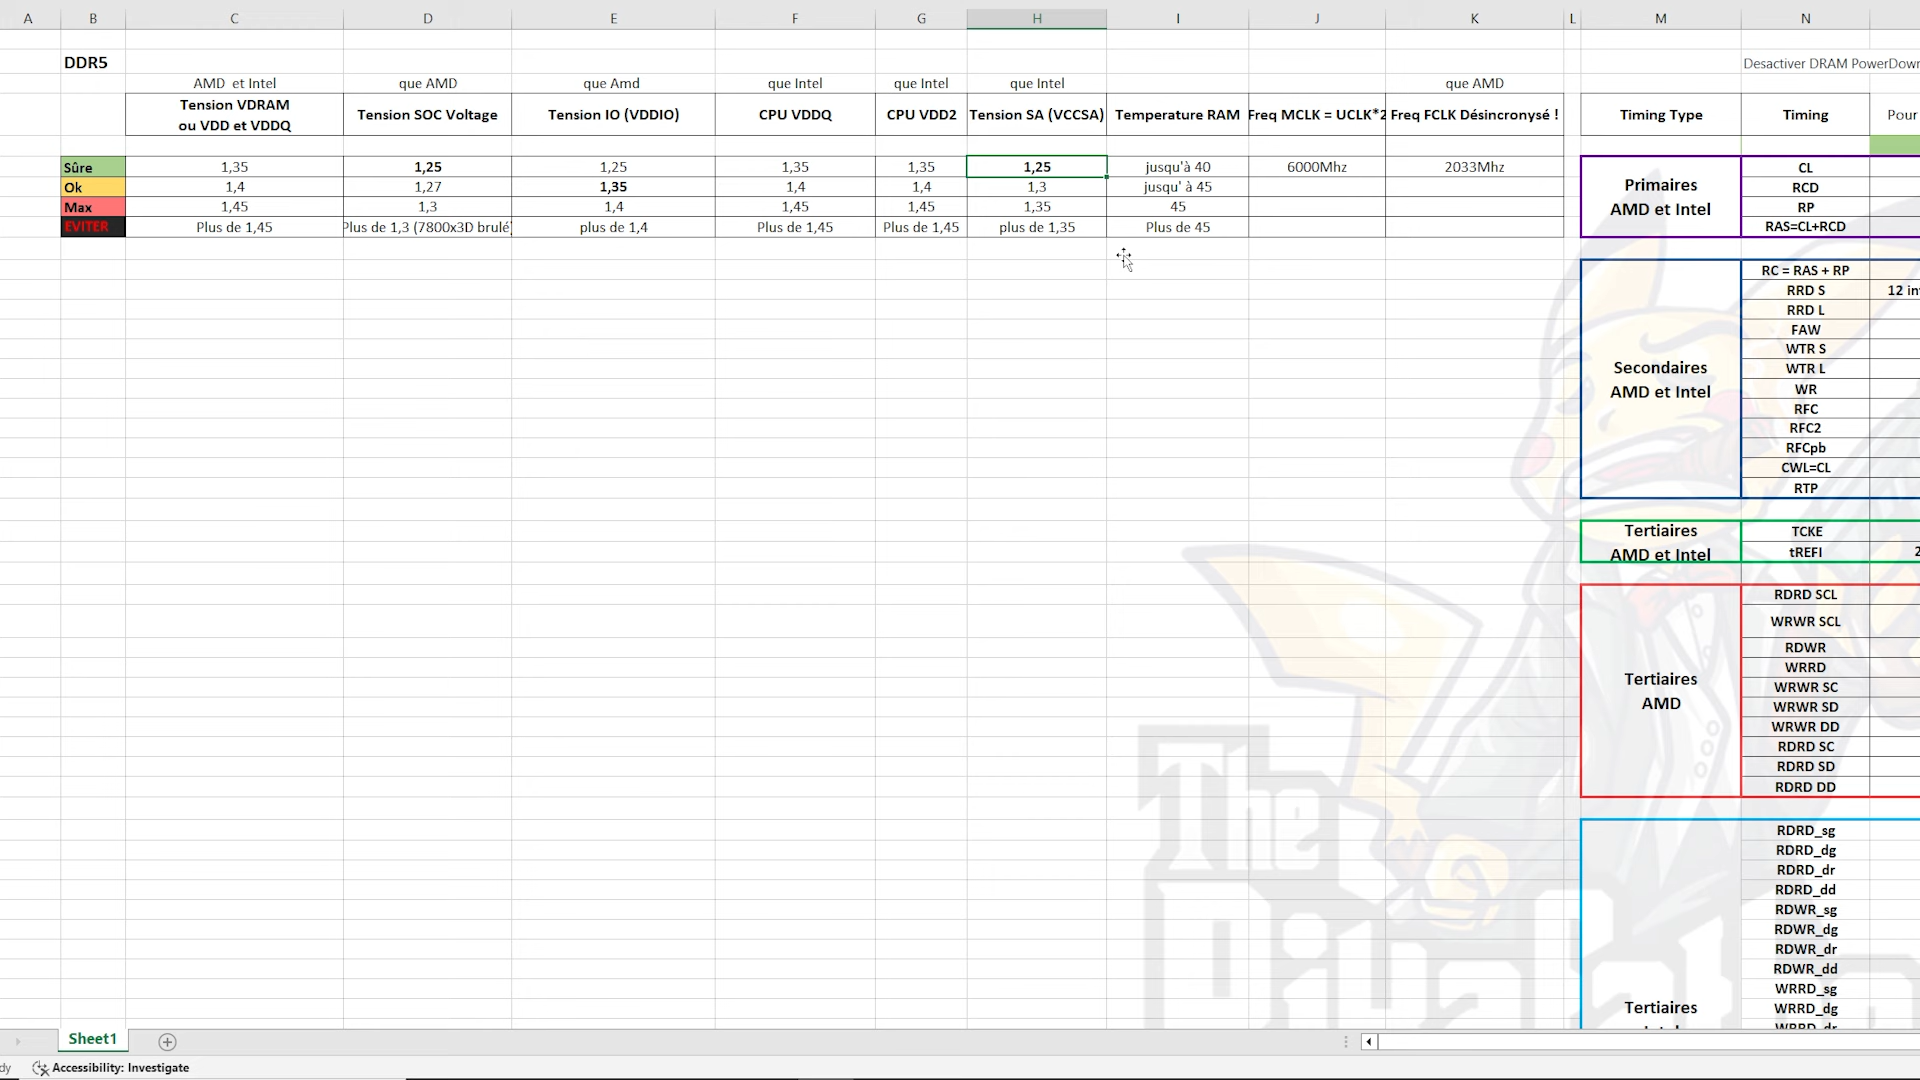 A B C D E F G H I J K L M N
DDR5 Desactiver DRAM PowerDown
AMD et Intel que AMD que Amd que Intel que Intel que Intel que AMD
Tension VDRAM
ou VDD et VDDQ Tension SOC Voltage Tension IO (VDDIO) CPU VDDQ CPU VDD2 Tension SA (VCCSA) Temperature RAM Freq MCLK = UCLK*2 Freq FCLK Désincronysé ! Timing Type Timing Pour
Sûre 1,35 1,25 1,25 1,35 1,35 1,25 jusqu'à 40 6000Mhz 2033Mhz
Ok 1,4 1,27 1,35 1,4 1,4 1,3 jusqu' à 45
Max 1,45 1,3 1,4 1,45 1,45 1,35 45
EVITER Plus de 1,45 Plus de 1,3 (7800x3D brulé) plus de 1,4 Plus de 1,45 Plus de 1,45 plus de 1,35 Plus de 45
Primaires
AMD et Intel
CL
RCD
RP
RAS=CL+RCD
Secondaires
AMD et Intel
RC = RAS + RP
RRD S 12
RRD L
FAW
WTR S
WTR L
WR
RFC
RFC2
RFCpb
CWL=CL
RTP
Tertiaires
AMD et Intel
TCKE
tREFI 2
Tertiaires
AMD
RDRD SCL
WRWR SCL
RDWR
WRRD
WRWR SC
WRWR SD
WRWR DD
RDRD SC
RDRD SD
RDRD DD
Tertiaires
RDRD_sg
RDRD_dg
RDRD_dr
RDRD_dd
RDWR_sg
RDWR_dg
RDWR_dr
RDWR_dd
WRRD_sg
WRRD_dg
WRRD_dr
The
Sheet1
Accessibility: Investigate